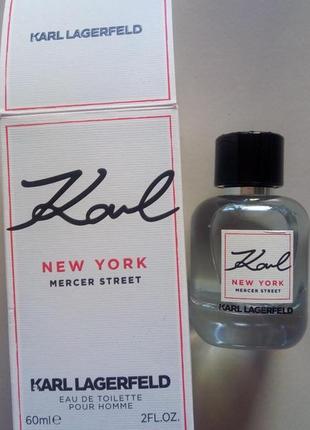 KARL LAGERFELD
Karl
NEW YORK
MERCER STREET
KARL LAGERFELD
EAU DE TOILETTE
POUR HOMME
60ml℮ 2FL.OZ.
Karl
NEW YORK
MERCER STREET
KARL LAGERFELD